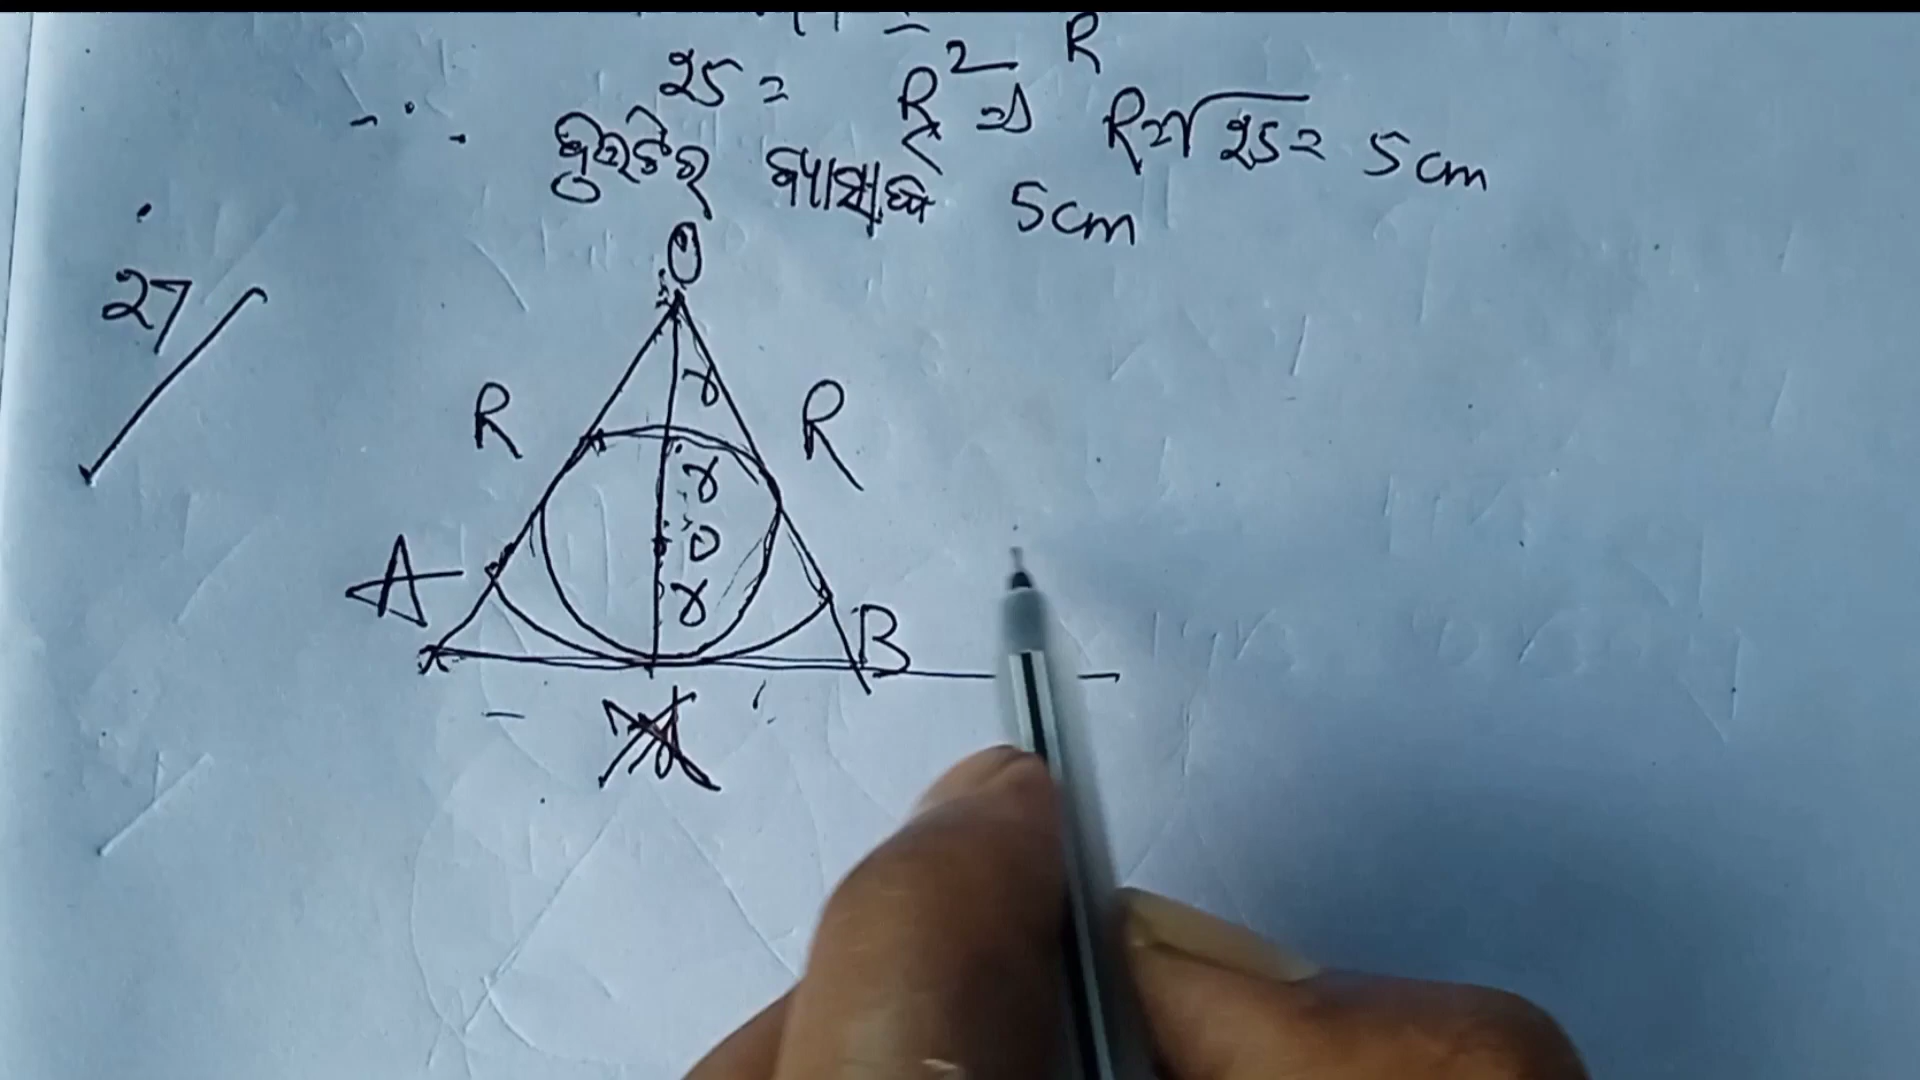 25 = R² ⇒ R = √25 = 5 cm
∴ ବୃତ୍ତଟିର ବ୍ୟାସାର୍ଦ୍ଧ 5 cm
27
O
r
R R
r
O
A r
B